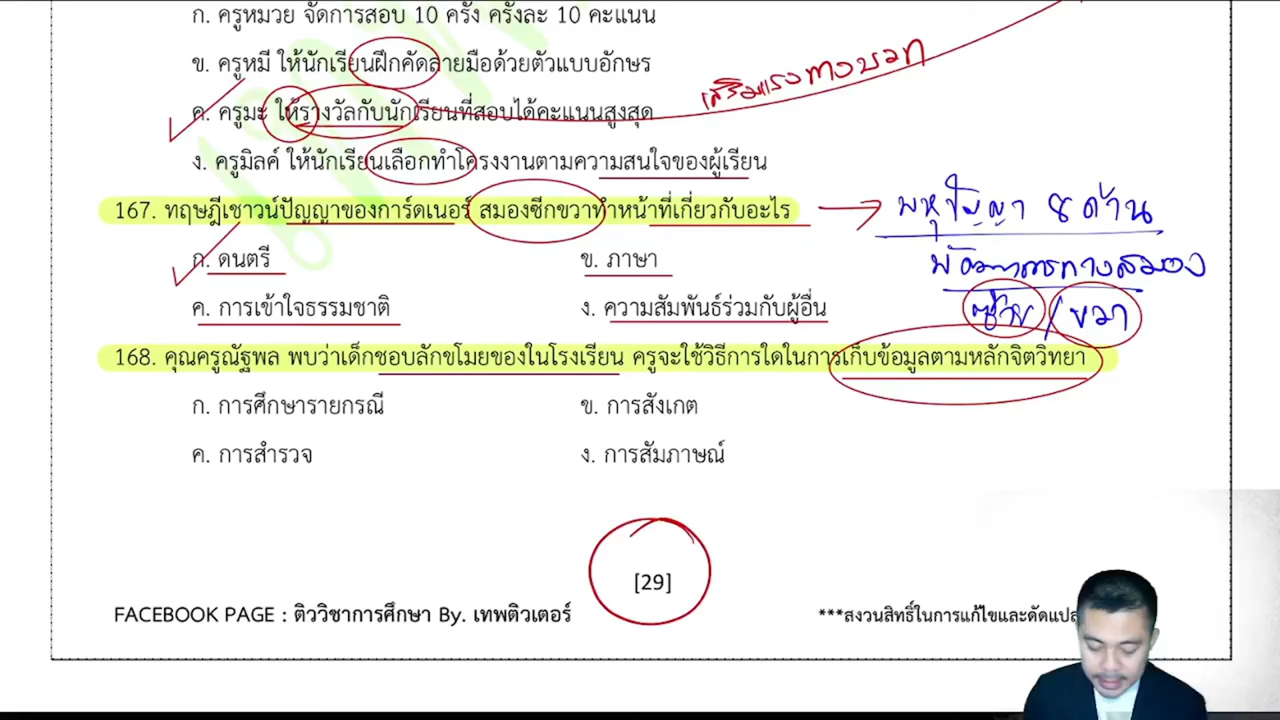 ก. ครูหมวย จัดการสอบ 10 ครั้ง ครั้งละ 10 คะแนน
ข. ครูหมี ให้นักเรียนฝึกคัดลายมือด้วยตัวแบบอักษร
เสริมแรงทางบวก
ค. ครูมะ ให้รางวัลกับนักเรียนที่สอบได้คะแนนสูงสุด
ง. ครูมิลค์ ให้นักเรียนเลือกทำโครงงานตามความสนใจของผู้เรียน
167. ทฤษฎีเชาวน์ปัญญาของการ์ดเนอร์ สมองซีกขวาทำหน้าที่เกี่ยวกับอะไร
พหุปัญญา 8 ด้าน
ก. ดนตรี ข. ภาษา
พัฒนาการทางสมอง
ค. การเข้าใจธรรมชาติ ง. ความสัมพันธ์ร่วมกับผู้อื่น
ซ้าย / ขวา
168. คุณครูณัฐพล พบว่าเด็กชอบลักขโมยของในโรงเรียน ครูจะใช้วิธีการใดในการเก็บข้อมูลตามหลักจิตวิทยา
ก. การศึกษารายกรณี ข. การสังเกต
ค. การสำรวจ ง. การสัมภาษณ์
[29]
FACEBOOK PAGE : ติววิชาการศึกษา By. เทพติวเตอร์ ***สงวนสิทธิ์ในการแก้ไขและดัดแปล